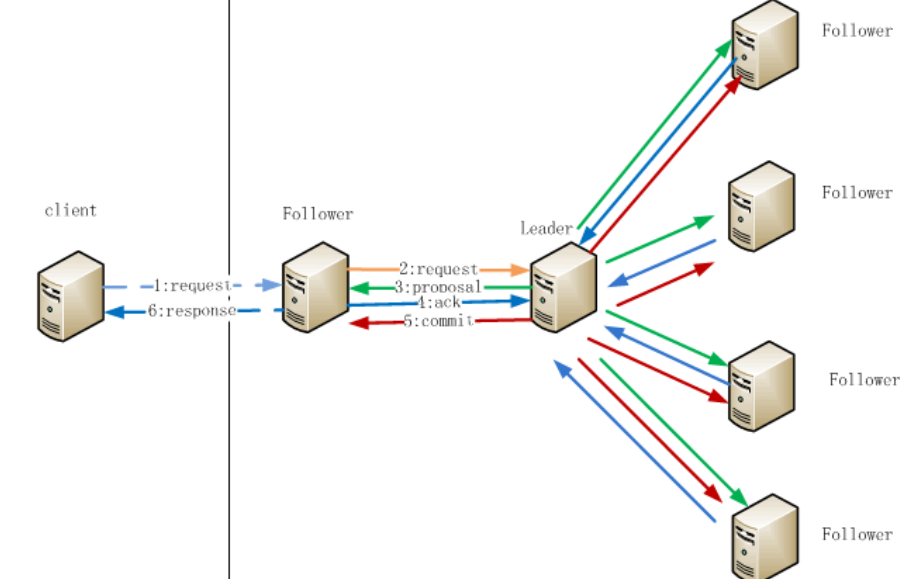 Follower
Follower
client
Follower
Leader
1:request
2:request
3:proposal
4:ack
5:commit
6:response
Follower
Follower